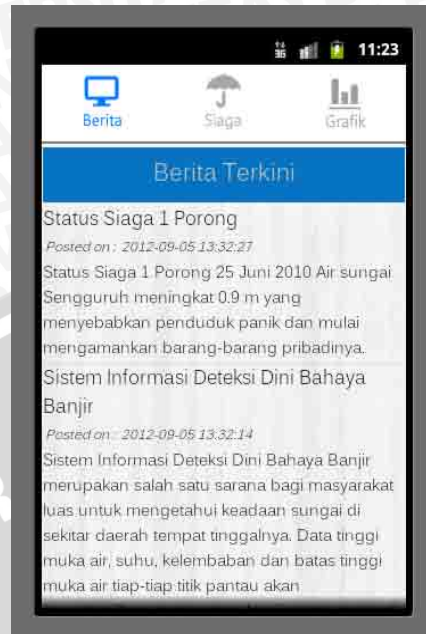 3G 11:23
Berita Siaga Grafik
Berita Terkini
Status Siaga 1 Porong
Posted on : 2012-09-05 13:32:27
Status Siaga 1 Porong 25 Juni 2010 Air sungai
Sengguruh meningkat 0.9 m yang
menyebabkan penduduk panik dan mulai
mengamankan barang-barang pribadinya.
Sistem Informasi Deteksi Dini Bahaya
Banjir
Posted on : 2012-09-05 13:32:14
Sistem Informasi Deteksi Dini Bahaya Banjir
merupakan salah satu sarana bagi masyarakat
luas untuk mengetahui keadaan sungai di
sekitar daerah tempat tinggalnya. Data tinggi
muka air, suhu, kelembaban dan batas tinggi
muka air tiap-tiap titik pantau akan